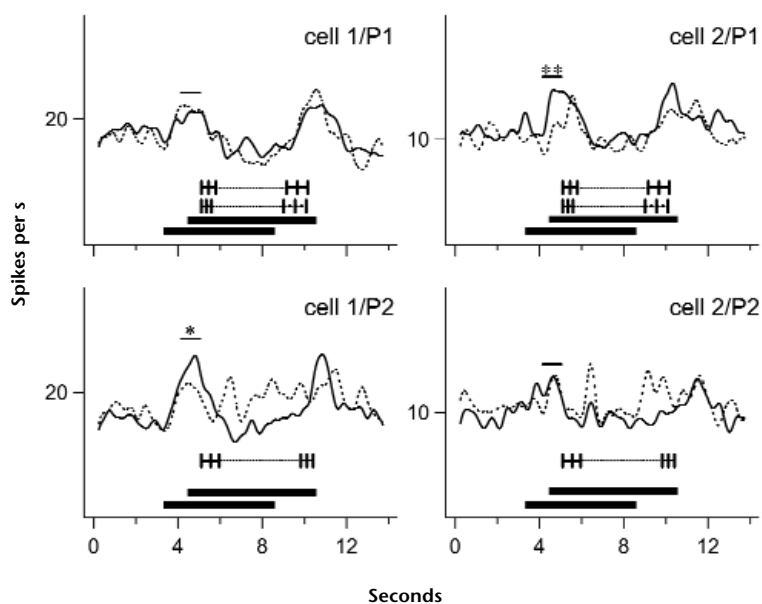 cell 1/P1
cell 2/P1
‡‡
20
10
Spikes per s
cell 1/P2
cell 2/P2
*
20
10
0 4 8 12
0 4 8 12
Seconds